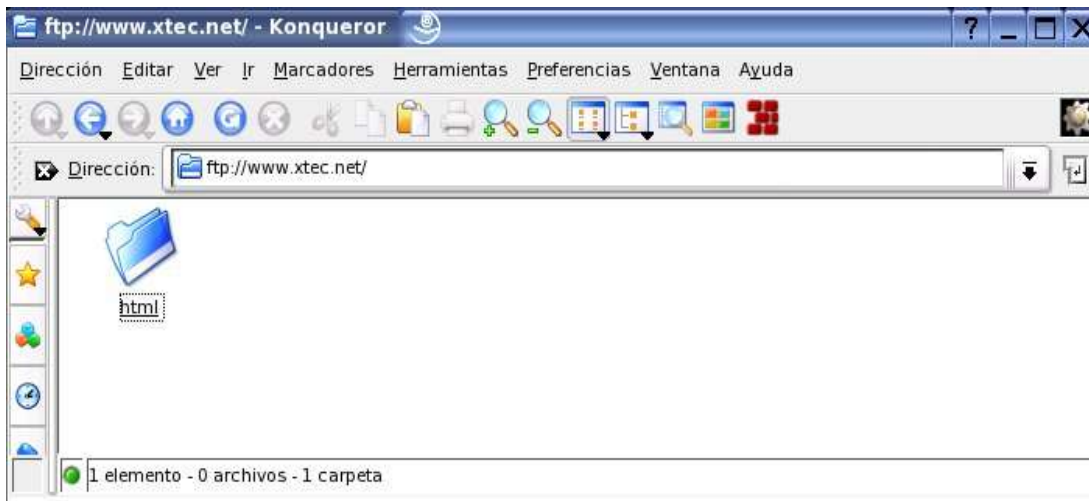 ftp://www.xtec.net/ - Konqueror
Dirección Editar Ver Ir Marcadores Herramientas Preferencias Ventana Ayuda
Dirección: ftp://www.xtec.net/
html
1 elemento - 0 archivos - 1 carpeta